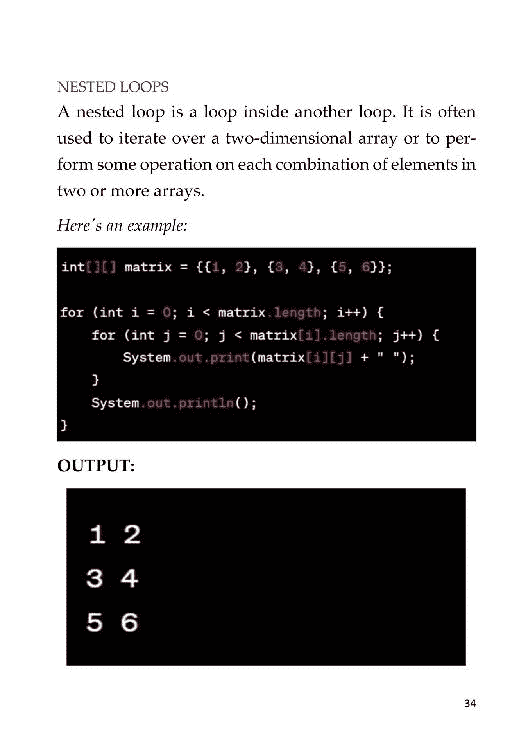 NESTED LOOPS
A nested loop is a loop inside another loop. It is often
used to iterate over a two-dimensional array or to per-
form some operation on each combination of elements in
two or more arrays.
Here´s an example:
int[][] matrix = {{1, 2}, {3, 4}, {5, 6}};
for (int i = 0; i < matrix.length; i++) {
    for (int j = 0; j < matrix[i].length; j++) {
        System.out.print(matrix[i][j] + " ");
    }
    System.out.println();
}
OUTPUT:
1 2
3 4
5 6
34